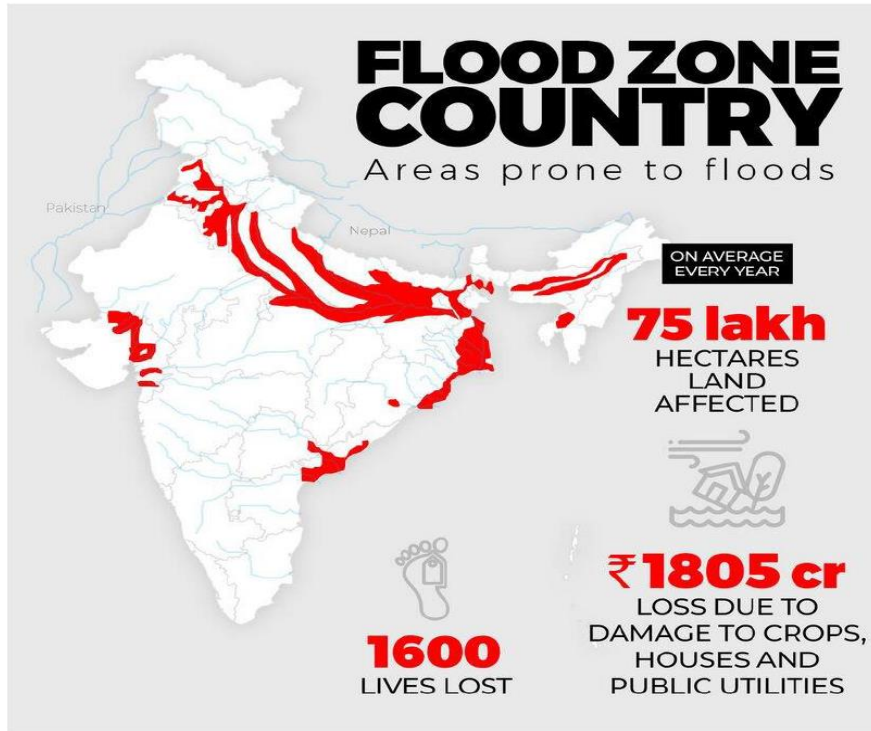 FLOOD ZONE
COUNTRY
Areas prone to floods
Pakistan
Nepal
ON AVERAGE
EVERY YEAR
75 lakh
HECTARES
LAND
AFFECTED
₹1805 cr
LOSS DUE TO
DAMAGE TO CROPS,
HOUSES AND
PUBLIC UTILITIES
1600
LIVES LOST